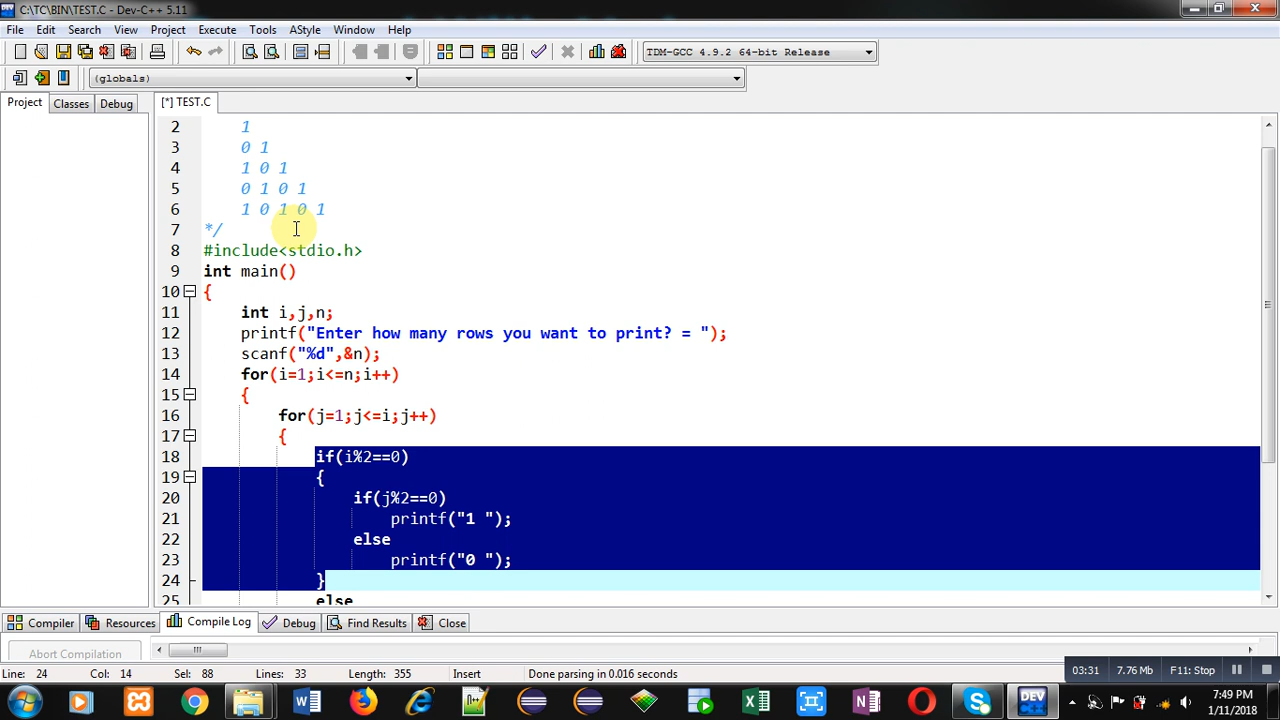 C:\TC\BIN\TEST.C - Dev-C++ 5.11
File Edit Search View Project Execute Tools AStyle Window Help
TDM-GCC 4.9.2 64-bit Release
(globals)
Project Classes Debug [*] TEST.C
2 1
3 0 1
4 1 0 1
5 0 1 0 1
6 1 0 1 0 1
7 */
8 #include<stdio.h>
9 int main()
10 {
11 int i,j,n;
12 printf("Enter how many rows you want to print? = ");
13 scanf("%d",&n);
14 for(i=1;i<=n;i++)
15 {
16 for(j=1;j<=i;j++)
17 {
18 if(i%2==0)
19 {
20 if(j%2==0)
21 printf("1 ");
22 else
23 printf("0 ");
24 }
25 else
Compiler Resources Compile Log Debug Find Results Close
Abort Compilation
Line: 24 Col: 14 Sel: 88 Lines: 33 Length: 355 Insert Done parsing in 0.016 seconds
03:31 7.76 Mb F11: Stop
7:49 PM
1/11/2018